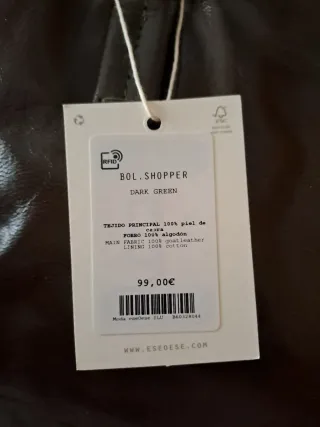 RFID
BOL.SHOPPER
DARK GREEN
TEJIDO PRINCIPAL 100% piel de
cabra
FORRO 100% algodón
MAIN FABRIC 100% goatleather
LINING 100% cotton
99,00€
WWW.ESEOESE.COM